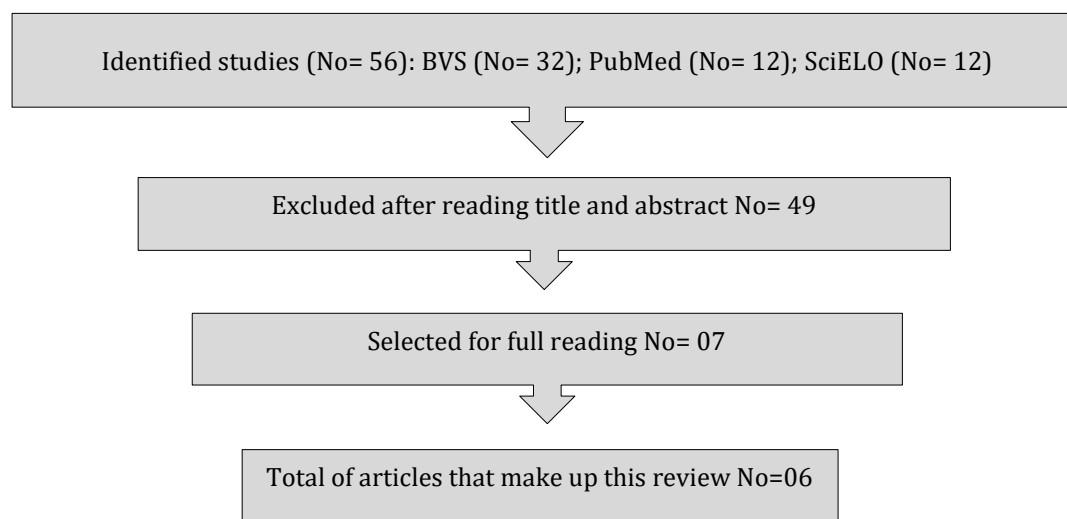 Identified studies (No= 56): BVS (No= 32); PubMed (No= 12); SciELO (No= 12)
Excluded after reading title and abstract No= 49
Selected for full reading No= 07
Total of articles that make up this review No=06